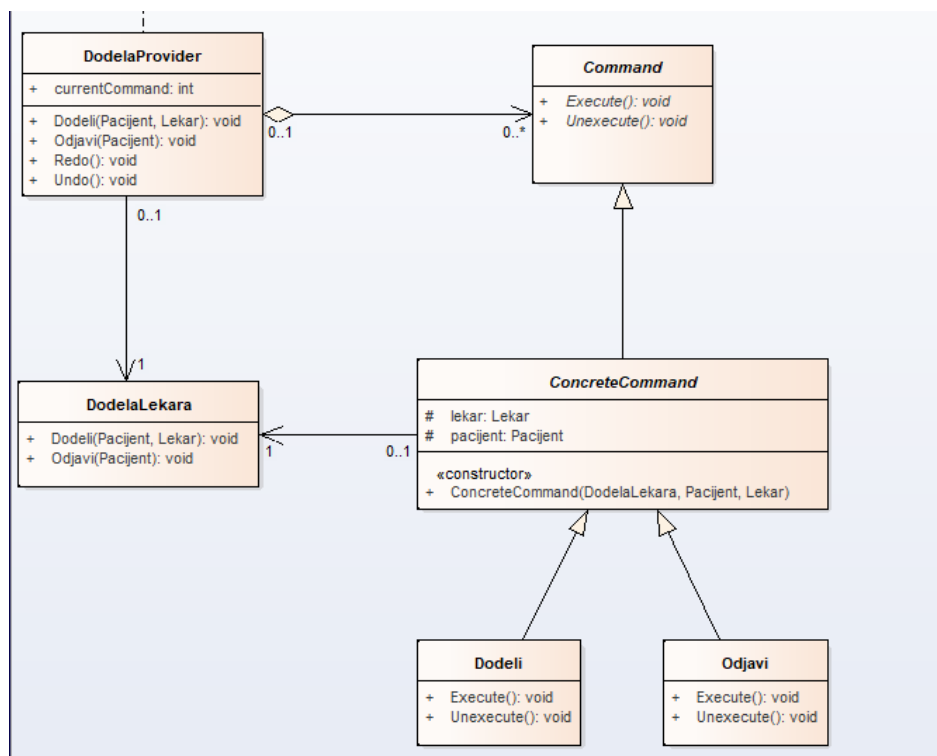 DodelaProvider
+ currentCommand: int
+ Dodeli(Pacijent, Lekar): void
+ Odjavi(Pacijent): void
+ Redo(): void
+ Undo(): void
0..1
0..*
Command
+ Execute(): void
+ Unexecute(): void
0..1
1
DodelaLekara
+ Dodeli(Pacijent, Lekar): void
+ Odjavi(Pacijent): void
1
0..1
ConcreteCommand
# lekar: Lekar
# pacijent: Pacijent
«constructor»
+ ConcreteCommand(DodelaLekara, Pacijent, Lekar)
Dodeli
+ Execute(): void
+ Unexecute(): void
Odjavi
+ Execute(): void
+ Unexecute(): void